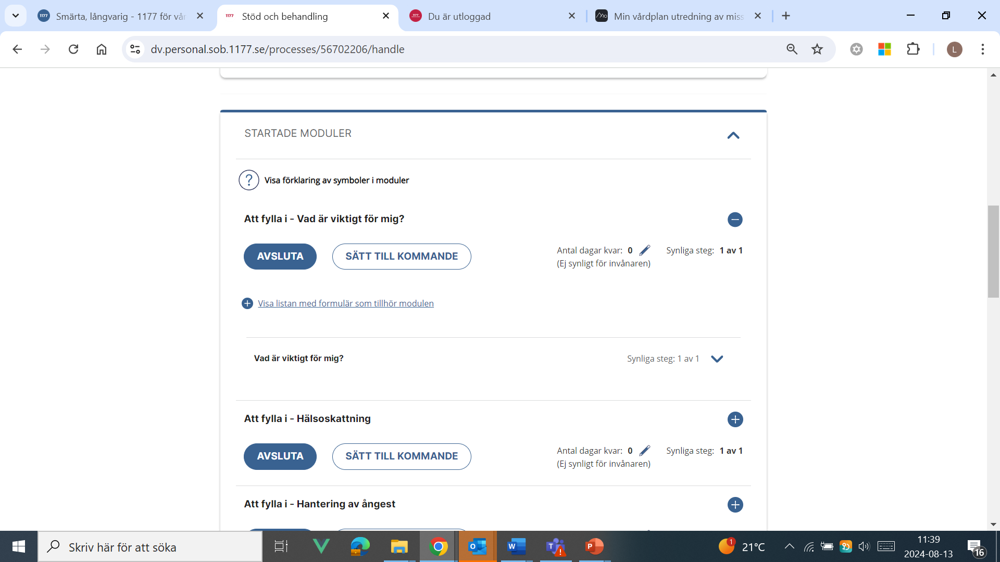 1177 Smärta, långvarig - 1177 för vår
1177 Stöd och behandling
Du är utloggad
Min vårdplan utredning av miss
dv.personal.sob.1177.se/processes/56702206/handle
L
STARTADE MODULER
? Visa förklaring av symboler i moduler
Att fylla i - Vad är viktigt för mig?
AVSLUTA
SÄTT TILL KOMMANDE
Antal dagar kvar: 0
(Ej synligt för invånaren)
Synliga steg: 1 av 1
Visa listan med formulär som tillhör modulen
Vad är viktigt för mig?
Synliga steg: 1 av 1
Att fylla i - Hälsoskattning
AVSLUTA
SÄTT TILL KOMMANDE
Antal dagar kvar: 0
(Ej synligt för invånaren)
Synliga steg: 1 av 1
Att fylla i - Hantering av ångest
Skriv här för att söka
1
21°C
11:39
2024-08-13
16